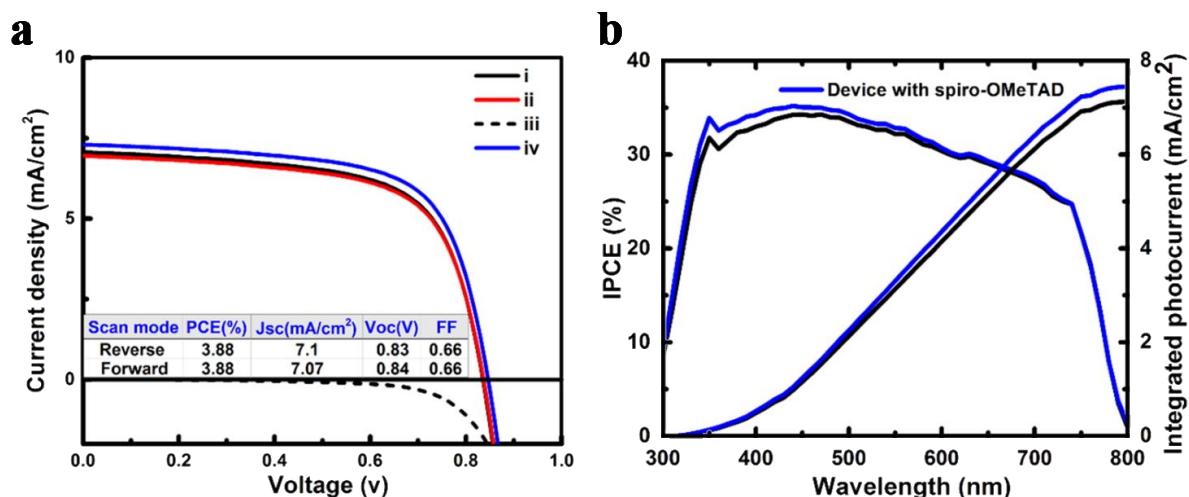 a
10
5
0
Current density (mA/cm²)
i
ii
iii
iv
Scan mode PCE(%) Jsc(mA/cm²) Voc(V) FF
Reverse 3.88 7.1 0.83 0.66
Forward 3.88 7.07 0.84 0.66
0.0 0.2 0.4 0.6 0.8 1.0
Voltage (v)
b
40
30
20
10
0
IPCE (%)
Device with spiro-OMeTAD
8
6
4
2
0
Integrated photocurrent (mA/cm²)
300 400 500 600 700 800
Wavelength (nm)